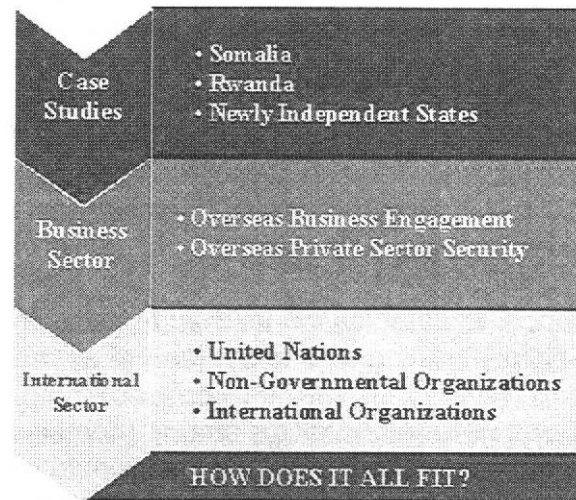 Case
Studies
• Somalia
• Rwanda
• Newly Independent States
Business
Sector
• Overseas Business Engagement
• Overseas Private Sector Security
International
Sector
• United Nations
• Non-Governmental Organizations
• International Organizations
HOW DOES IT ALL FIT?